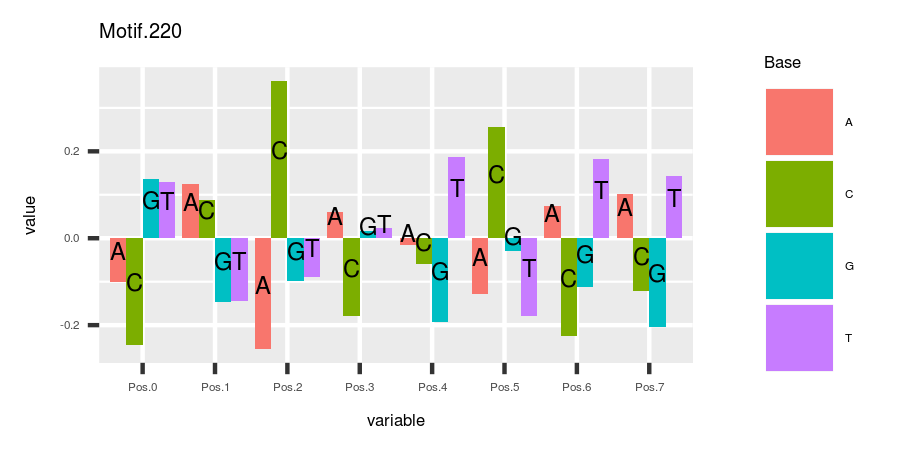 Motif.220
value
0.2
0.0
-0.2
A C G T A C G T A C G T A C G T A C G T A C G T A C G T A C G T
Pos.0 Pos.1 Pos.2 Pos.3 Pos.4 Pos.5 Pos.6 Pos.7
variable
Base
A
C
G
T